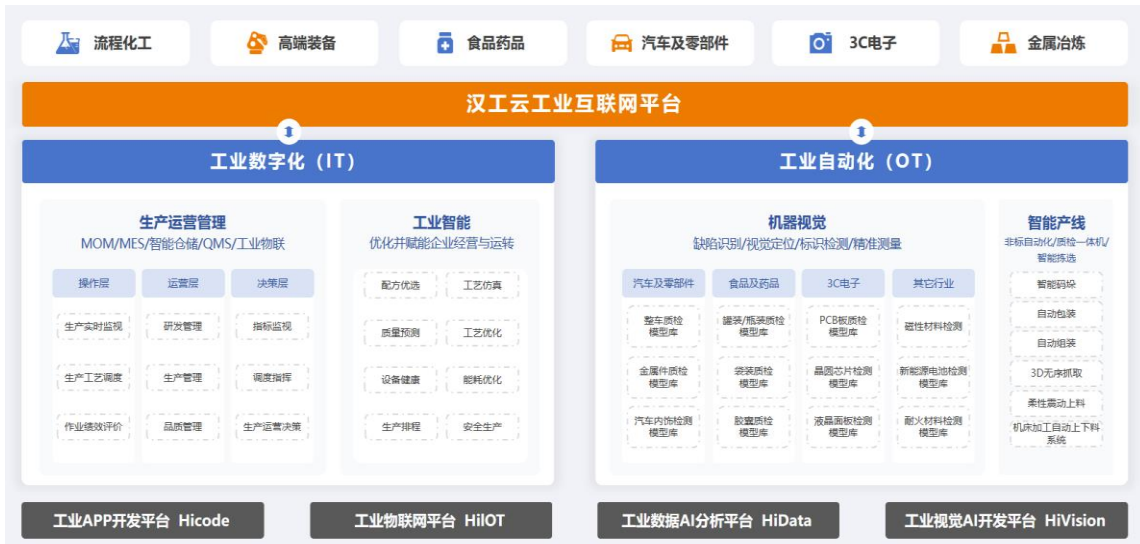 流程化工
高端装备
食品药品
汽车及零部件
3C电子
金属冶炼
汉工云工业互联网平台
工业数字化（IT）
工业自动化（OT）
生产运营管理
MOM/MES/智能仓储/QMS/工业物联
操作层
运营层
决策层
生产实时监视
研发管理
指标监视
生产工艺调度
生产管理
调度指挥
作业绩效评价
品质管理
生产运营决策
工业智能
优化并赋能企业经营与运转
配方优选
工艺仿真
质量预测
工艺优化
设备健康
能耗优化
生产排程
安全生产
机器视觉
缺陷识别/视觉定位/标识检测/精准测量
汽车及零部件
食品及药品
3C电子
其它行业
整车质检
模型库
罐装/瓶装质检
模型库
PCB板质检
模型库
磁性材料检测
金属件质检
模型库
袋装质检
模型库
晶圆芯片检测
模型库
新能源电池检测
模型库
汽车内饰检测
模型库
胶囊质检
模型库
液晶面板检测
模型库
耐火材料检测
模型库
智能产线
非标自动化/质检一体机/
智能拣选
智能码垛
自动包装
自动组装
3D无序抓取
柔性震动上料
机床加工自动上下料
系统
工业APP开发平台 Hicode
工业物联网平台 HiIOT
工业数据AI分析平台 HiData
工业视觉AI开发平台 HiVision